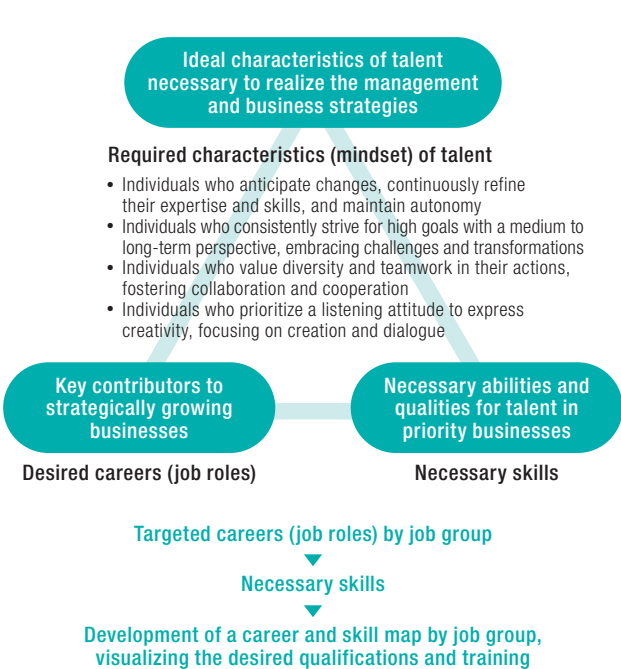 Ideal characteristics of talent
necessary to realize the management
and business strategies
Required characteristics (mindset) of talent
• Individuals who anticipate changes, continuously refine
their expertise and skills, and maintain autonomy
• Individuals who consistently strive for high goals with a medium to
long-term perspective, embracing challenges and transformations
• Individuals who value diversity and teamwork in their actions,
fostering collaboration and cooperation
• Individuals who prioritize a listening attitude to express
creativity, focusing on creation and dialogue
Key contributors to
strategically growing
businesses
Desired careers (job roles)
Necessary abilities and
qualities for talent in
priority businesses
Necessary skills
Targeted careers (job roles) by job group
Necessary skills
Development of a career and skill map by job group,
visualizing the desired qualifications and training